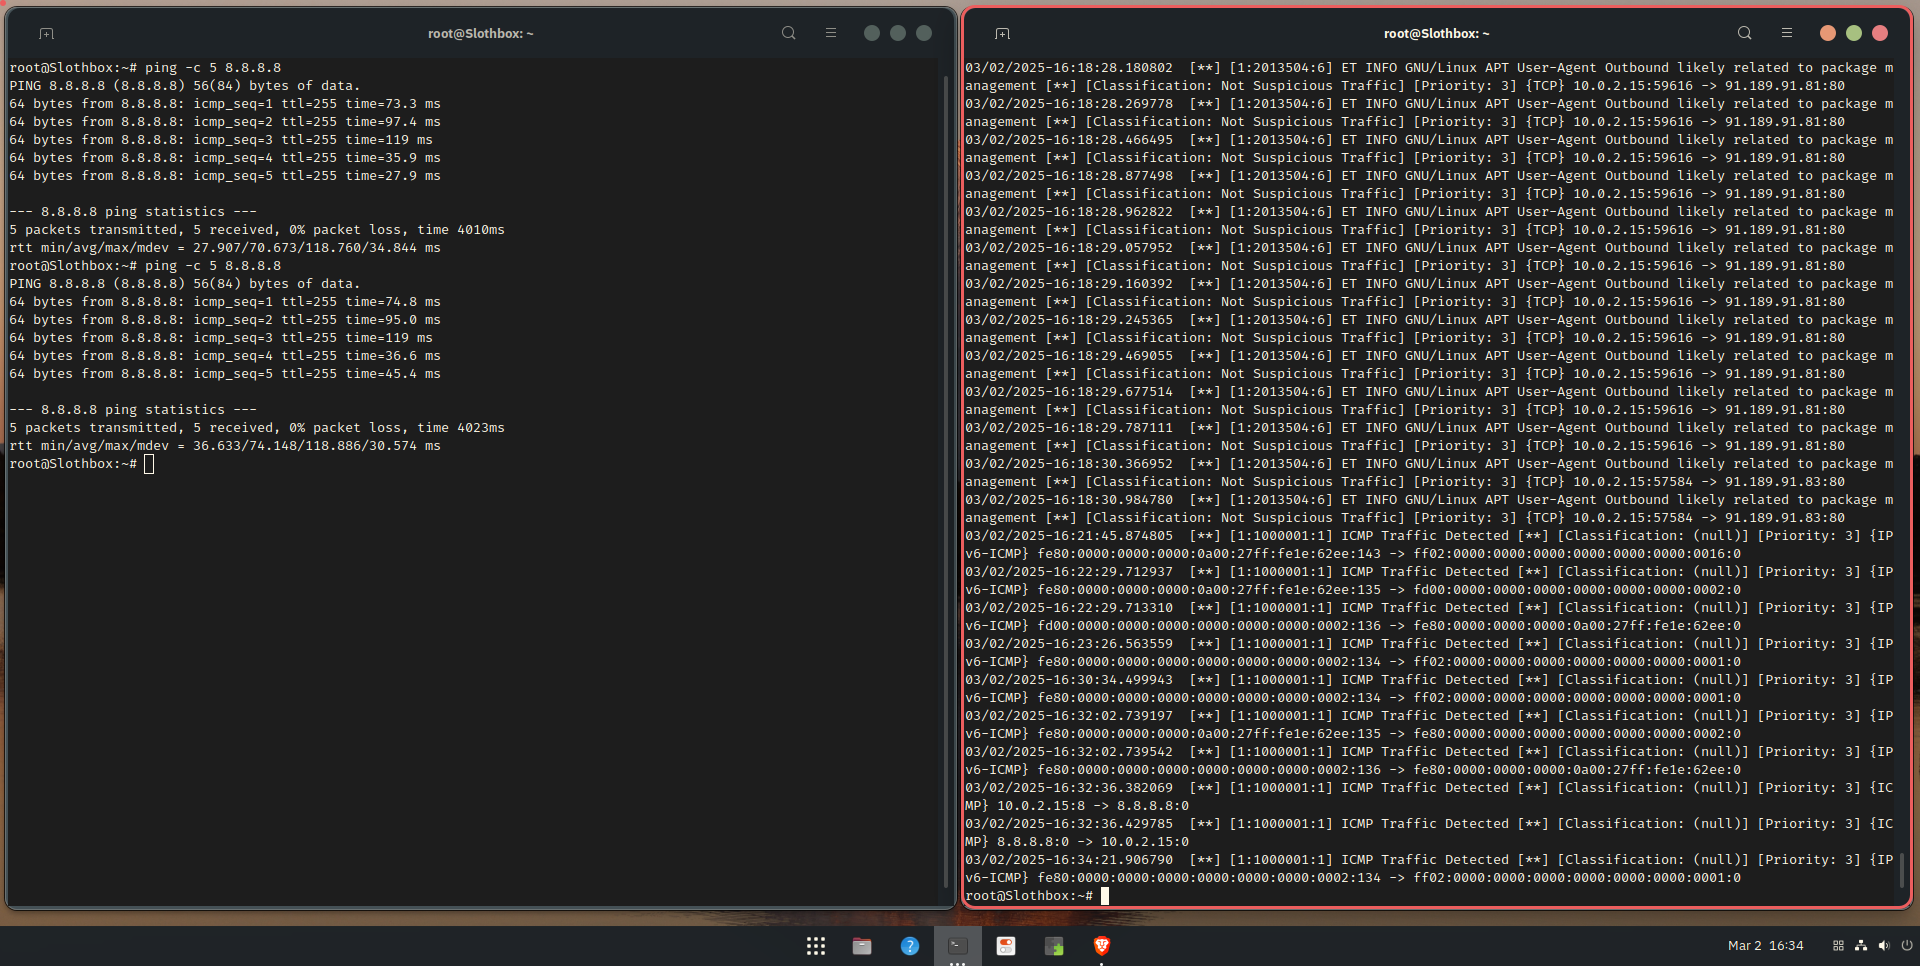 root@Slothbox: ~
root@Slothbox:~# ping -c 5 8.8.8.8
PING 8.8.8.8 (8.8.8.8) 56(84) bytes of data.
64 bytes from 8.8.8.8: icmp_seq=1 ttl=255 time=73.3 ms
64 bytes from 8.8.8.8: icmp_seq=2 ttl=255 time=97.4 ms
64 bytes from 8.8.8.8: icmp_seq=3 ttl=255 time=119 ms
64 bytes from 8.8.8.8: icmp_seq=4 ttl=255 time=35.9 ms
64 bytes from 8.8.8.8: icmp_seq=5 ttl=255 time=27.9 ms
--- 8.8.8.8 ping statistics ---
5 packets transmitted, 5 received, 0% packet loss, time 4010ms
rtt min/avg/max/mdev = 27.907/70.673/118.760/34.844 ms
root@Slothbox:~# ping -c 5 8.8.8.8
PING 8.8.8.8 (8.8.8.8) 56(84) bytes of data.
64 bytes from 8.8.8.8: icmp_seq=1 ttl=255 time=74.8 ms
64 bytes from 8.8.8.8: icmp_seq=2 ttl=255 time=95.0 ms
64 bytes from 8.8.8.8: icmp_seq=3 ttl=255 time=119 ms
64 bytes from 8.8.8.8: icmp_seq=4 ttl=255 time=36.6 ms
64 bytes from 8.8.8.8: icmp_seq=5 ttl=255 time=45.4 ms
--- 8.8.8.8 ping statistics ---
5 packets transmitted, 5 received, 0% packet loss, time 4023ms
rtt min/avg/max/mdev = 36.633/74.148/118.886/30.574 ms
root@Slothbox:~#
root@Slothbox: ~
03/02/2025-16:18:28.180802  [**] [1:2013504:6] ET INFO GNU/Linux APT User-Agent Outbound likely related to package m
anagement [**] [Classification: Not Suspicious Traffic] [Priority: 3] {TCP} 10.0.2.15:59616 -> 91.189.91.81:80
03/02/2025-16:18:28.269778  [**] [1:2013504:6] ET INFO GNU/Linux APT User-Agent Outbound likely related to package m
anagement [**] [Classification: Not Suspicious Traffic] [Priority: 3] {TCP} 10.0.2.15:59616 -> 91.189.91.81:80
03/02/2025-16:18:28.466495  [**] [1:2013504:6] ET INFO GNU/Linux APT User-Agent Outbound likely related to package m
anagement [**] [Classification: Not Suspicious Traffic] [Priority: 3] {TCP} 10.0.2.15:59616 -> 91.189.91.81:80
03/02/2025-16:18:28.877498  [**] [1:2013504:6] ET INFO GNU/Linux APT User-Agent Outbound likely related to package m
anagement [**] [Classification: Not Suspicious Traffic] [Priority: 3] {TCP} 10.0.2.15:59616 -> 91.189.91.81:80
03/02/2025-16:18:28.962822  [**] [1:2013504:6] ET INFO GNU/Linux APT User-Agent Outbound likely related to package m
anagement [**] [Classification: Not Suspicious Traffic] [Priority: 3] {TCP} 10.0.2.15:59616 -> 91.189.91.81:80
03/02/2025-16:18:29.057952  [**] [1:2013504:6] ET INFO GNU/Linux APT User-Agent Outbound likely related to package m
anagement [**] [Classification: Not Suspicious Traffic] [Priority: 3] {TCP} 10.0.2.15:59616 -> 91.189.91.81:80
03/02/2025-16:18:29.160392  [**] [1:2013504:6] ET INFO GNU/Linux APT User-Agent Outbound likely related to package m
anagement [**] [Classification: Not Suspicious Traffic] [Priority: 3] {TCP} 10.0.2.15:59616 -> 91.189.91.81:80
03/02/2025-16:18:29.245365  [**] [1:2013504:6] ET INFO GNU/Linux APT User-Agent Outbound likely related to package m
anagement [**] [Classification: Not Suspicious Traffic] [Priority: 3] {TCP} 10.0.2.15:59616 -> 91.189.91.81:80
03/02/2025-16:18:29.469055  [**] [1:2013504:6] ET INFO GNU/Linux APT User-Agent Outbound likely related to package m
anagement [**] [Classification: Not Suspicious Traffic] [Priority: 3] {TCP} 10.0.2.15:59616 -> 91.189.91.81:80
03/02/2025-16:18:29.677514  [**] [1:2013504:6] ET INFO GNU/Linux APT User-Agent Outbound likely related to package m
anagement [**] [Classification: Not Suspicious Traffic] [Priority: 3] {TCP} 10.0.2.15:59616 -> 91.189.91.81:80
03/02/2025-16:18:29.787111  [**] [1:2013504:6] ET INFO GNU/Linux APT User-Agent Outbound likely related to package m
anagement [**] [Classification: Not Suspicious Traffic] [Priority: 3] {TCP} 10.0.2.15:59616 -> 91.189.91.81:80
03/02/2025-16:18:30.366952  [**] [1:2013504:6] ET INFO GNU/Linux APT User-Agent Outbound likely related to package m
anagement [**] [Classification: Not Suspicious Traffic] [Priority: 3] {TCP} 10.0.2.15:57584 -> 91.189.91.83:80
03/02/2025-16:18:30.984780  [**] [1:2013504:6] ET INFO GNU/Linux APT User-Agent Outbound likely related to package m
anagement [**] [Classification: Not Suspicious Traffic] [Priority: 3] {TCP} 10.0.2.15:57584 -> 91.189.91.83:80
03/02/2025-16:21:45.874805  [**] [1:1000001:1] ICMP Traffic Detected [**] [Classification: (null)] [Priority: 3] {IP
v6-ICMP} fe80:0000:0000:0000:0a00:27ff:fe1e:62ee:143 -> ff02:0000:0000:0000:0000:0000:0000:0016:0
03/02/2025-16:22:29.712937  [**] [1:1000001:1] ICMP Traffic Detected [**] [Classification: (null)] [Priority: 3] {IP
v6-ICMP} fe80:0000:0000:0000:0a00:27ff:fe1e:62ee:135 -> fd00:0000:0000:0000:0000:0000:0000:0002:0
03/02/2025-16:22:29.713310  [**] [1:1000001:1] ICMP Traffic Detected [**] [Classification: (null)] [Priority: 3] {IP
v6-ICMP} fd00:0000:0000:0000:0000:0000:0000:0002:136 -> fe80:0000:0000:0000:0a00:27ff:fe1e:62ee:0
03/02/2025-16:23:26.563559  [**] [1:1000001:1] ICMP Traffic Detected [**] [Classification: (null)] [Priority: 3] {IP
v6-ICMP} fe80:0000:0000:0000:0000:0000:0000:0002:134 -> ff02:0000:0000:0000:0000:0000:0000:0001:0
03/02/2025-16:30:34.499943  [**] [1:1000001:1] ICMP Traffic Detected [**] [Classification: (null)] [Priority: 3] {IP
v6-ICMP} fe80:0000:0000:0000:0000:0000:0000:0002:134 -> ff02:0000:0000:0000:0000:0000:0000:0001:0
03/02/2025-16:32:02.739197  [**] [1:1000001:1] ICMP Traffic Detected [**] [Classification: (null)] [Priority: 3] {IP
v6-ICMP} fe80:0000:0000:0000:0a00:27ff:fe1e:62ee:135 -> fe80:0000:0000:0000:0000:0000:0000:0002:0
03/02/2025-16:32:02.739542  [**] [1:1000001:1] ICMP Traffic Detected [**] [Classification: (null)] [Priority: 3] {IP
v6-ICMP} fe80:0000:0000:0000:0000:0000:0000:0002:136 -> fe80:0000:0000:0000:0a00:27ff:fe1e:62ee:0
03/02/2025-16:32:36.382069  [**] [1:1000001:1] ICMP Traffic Detected [**] [Classification: (null)] [Priority: 3] {IC
MP} 10.0.2.15:8 -> 8.8.8.8:0
03/02/2025-16:32:36.429785  [**] [1:1000001:1] ICMP Traffic Detected [**] [Classification: (null)] [Priority: 3] {IC
MP} 8.8.8.8:0 -> 10.0.2.15:0
03/02/2025-16:34:21.906790  [**] [1:1000001:1] ICMP Traffic Detected [**] [Classification: (null)] [Priority: 3] {IP
v6-ICMP} fe80:0000:0000:0000:0000:0000:0000:0002:134 -> ff02:0000:0000:0000:0000:0000:0000:0001:0
root@Slothbox:~#
Mar 2 16:34